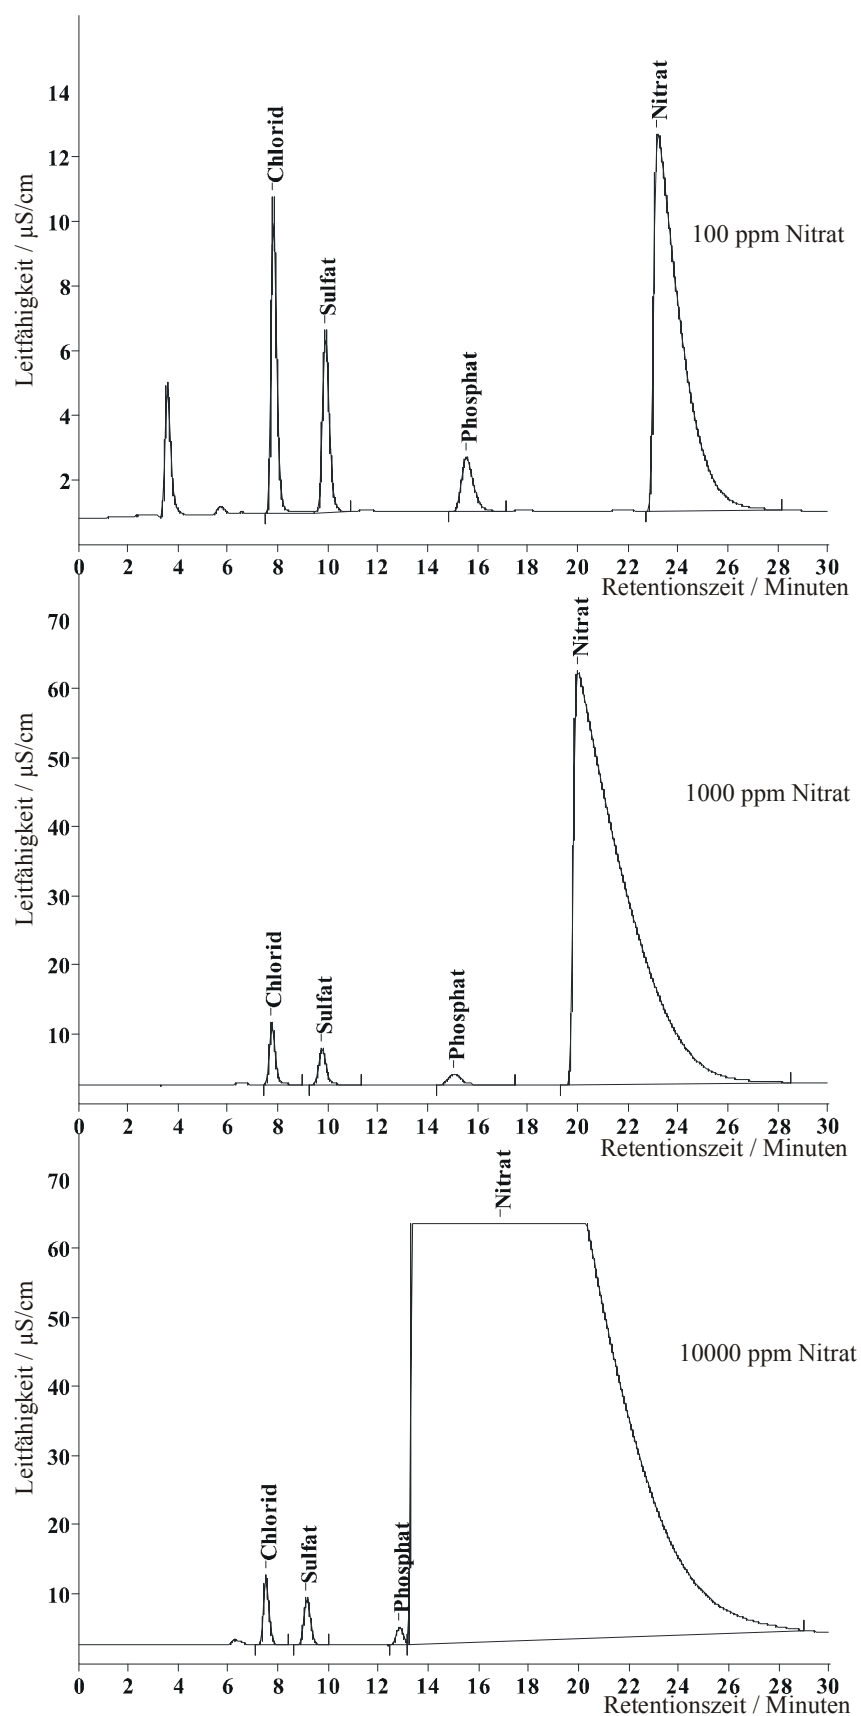 14
12
10
8
6
4
2
Leitfähigkeit / µS/cm
Chlorid
Sulfat
Phosphat
Nitrat
100 ppm Nitrat
0 2 4 6 8 10 12 14 16 18 20 22 24 26 28 30
Retentionszeit / Minuten
70
60
50
40
30
20
10
Leitfähigkeit / µS/cm
Chlorid
Sulfat
Phosphat
Nitrat
1000 ppm Nitrat
0 2 4 6 8 10 12 14 16 18 20 22 24 26 28 30
Retentionszeit / Minuten
70
60
50
40
30
20
10
Leitfähigkeit / µS/cm
Chlorid
Sulfat
Phosphat
Nitrat
10000 ppm Nitrat
0 2 4 6 8 10 12 14 16 18 20 22 24 26 28 30
Retentionszeit / Minuten